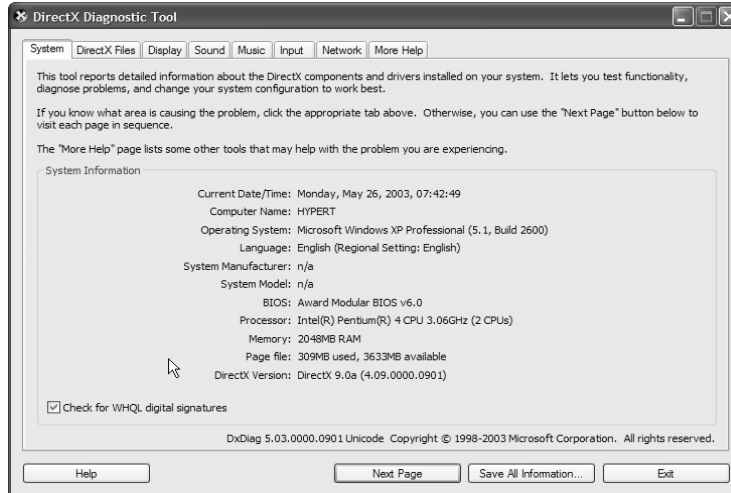 DirectX Diagnostic Tool
System DirectX Files Display Sound Music Input Network More Help
This tool reports detailed information about the DirectX components and drivers installed on your system. It lets you test functionality,
diagnose problems, and change your system configuration to work best.
If you know what area is causing the problem, click the appropriate tab above. Otherwise, you can use the "Next Page" button below to
visit each page in sequence.
The "More Help" page lists some other tools that may help with the problem you are experiencing.
System Information
Current Date/Time: Monday, May 26, 2003, 07:42:49
Computer Name: HYPERT
Operating System: Microsoft Windows XP Professional (5.1, Build 2600)
Language: English (Regional Setting: English)
System Manufacturer: n/a
System Model: n/a
BIOS: Award Modular BIOS v6.0
Processor: Intel(R) Pentium(R) 4 CPU 3.06GHz (2 CPUs)
Memory: 2048MB RAM
Page file: 309MB used, 3633MB available
DirectX Version: DirectX 9.0a (4.09.0000.0901)
Check for WHQL digital signatures
DxDiag 5.03.0000.0901 Unicode Copyright © 1998-2003 Microsoft Corporation. All rights reserved.
Help Next Page Save All Information... Exit